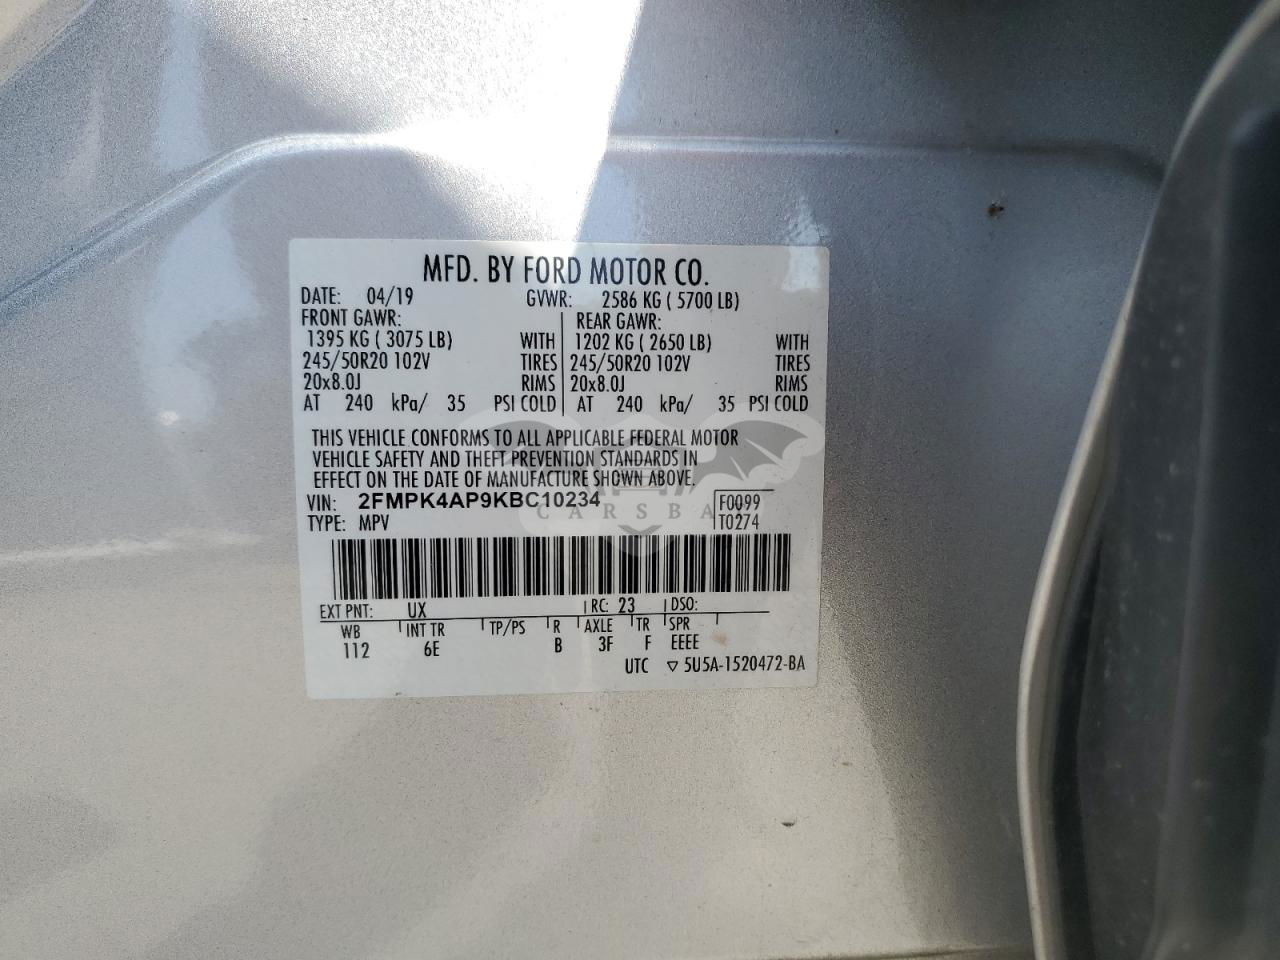 MFD. BY FORD MOTOR CO.
DATE: 04/19 GVWR: 2586 KG ( 5700 LB)
FRONT GAWR: REAR GAWR:
1395 KG ( 3075 LB) WITH 1202 KG ( 2650 LB) WITH
245/50R20 102V TIRES 245/50R20 102V TIRES
20x8.0J RIMS 20x8.0J RIMS
AT 240 kPa/ 35 PSI COLD AT 240 kPa/ 35 PSI COLD
THIS VEHICLE CONFORMS TO ALL APPLICABLE FEDERAL MOTOR
VEHICLE SAFETY AND THEFT PREVENTION STANDARDS IN
EFFECT ON THE DATE OF MANUFACTURE SHOWN ABOVE.
VIN: 2FMPK4AP9KBC10234 F0099
CARSBA
TYPE: MPV T0274
EXT PNT: UX RC: 23 DSO:
WB INT TR TP/PS R AXLE TR SPR
112 6E B 3F F EEEE
UTC ▽ 5U5A-1520472-BA